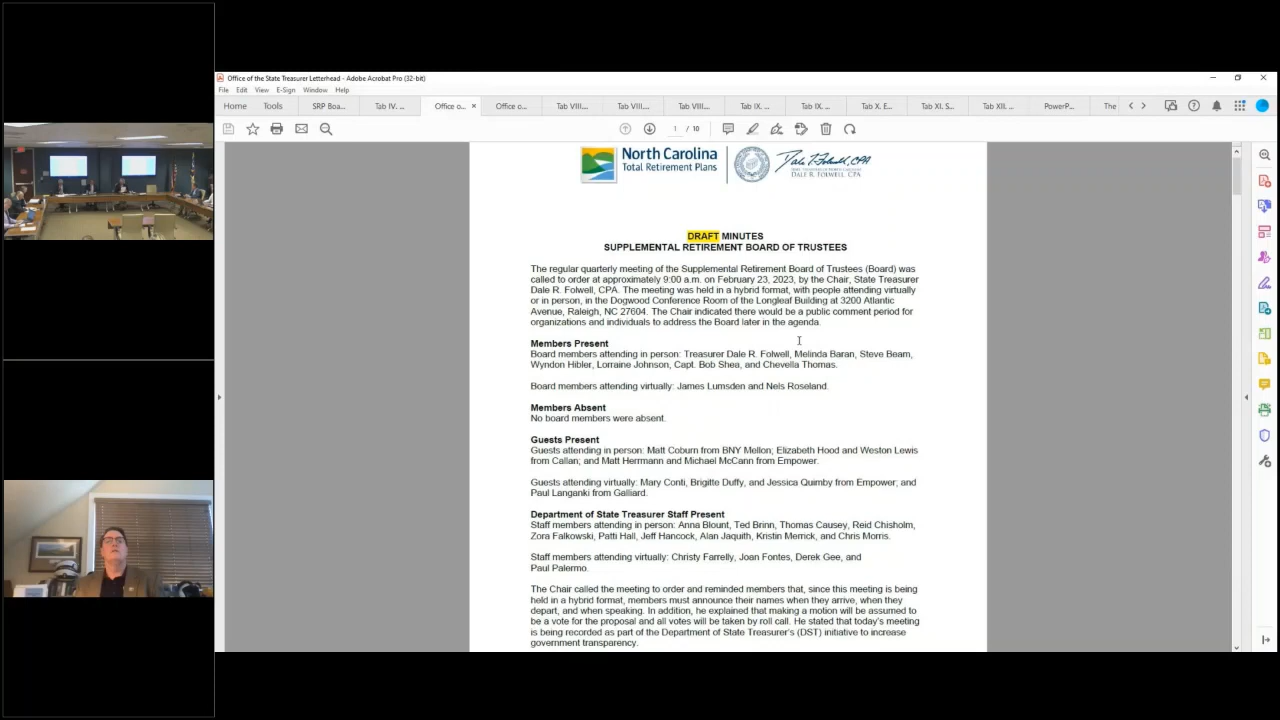 Office of the State Treasurer Letterhead - Adobe Acrobat Pro (32-bit)
File Edit View E-Sign Window Help
Home Tools SRP Boa... Tab IV. ... Office o... × Office o... Tab VIII.... Tab VIII.... Tab VIII.... Tab IX. ... Tab IX. ... Tab X. E... Tab XI. S... Tab XII. ... PowerP... The
1 / 10
North Carolina
Total Retirement Plans
DALE R. FOLWELL, CPA
DRAFT MINUTES
SUPPLEMENTAL RETIREMENT BOARD OF TRUSTEES
The regular quarterly meeting of the Supplemental Retirement Board of Trustees (Board) was
called to order at approximately 9:00 a.m. on February 23, 2023, by the Chair, State Treasurer
Dale R. Folwell, CPA. The meeting was held in a hybrid format, with people attending virtually
or in person, in the Dogwood Conference Room of the Longleaf Building at 3200 Atlantic
Avenue, Raleigh, NC 27604. The Chair indicated there would be a public comment period for
organizations and individuals to address the Board later in the agenda.
Members Present
Board members attending in person: Treasurer Dale R. Folwell, Melinda Baran, Steve Beam,
Wyndon Hibler, Lorraine Johnson, Capt. Bob Shea, and Chevella Thomas.
Board members attending virtually: James Lumsden and Nels Roseland.
Members Absent
No board members were absent.
Guests Present
Guests attending in person: Matt Coburn from BNY Mellon; Elizabeth Hood and Weston Lewis
from Callan; and Matt Herrmann and Michael McCann from Empower.
Guests attending virtually: Mary Conti, Brigitte Duffy, and Jessica Quimby from Empower; and
Paul Langanki from Galliard.
Department of State Treasurer Staff Present
Staff members attending in person: Anna Blount, Ted Brinn, Thomas Causey, Reid Chisholm,
Zora Falkowski, Patti Hall, Jeff Hancock, Alan Jaquith, Kristin Merrick, and Chris Morris.
Staff members attending virtually: Christy Farrelly, Joan Fontes, Derek Gee, and
Paul Palermo.
The Chair called the meeting to order and reminded members that, since this meeting is being
held in a hybrid format, members must announce their names when they arrive, when they
depart, and when speaking. In addition, he explained that making a motion will be assumed to
be a vote for the proposal and all votes will be taken by roll call. He stated that today's meeting
is being recorded as part of the Department of State Treasurer's (DST) initiative to increase
government transparency.